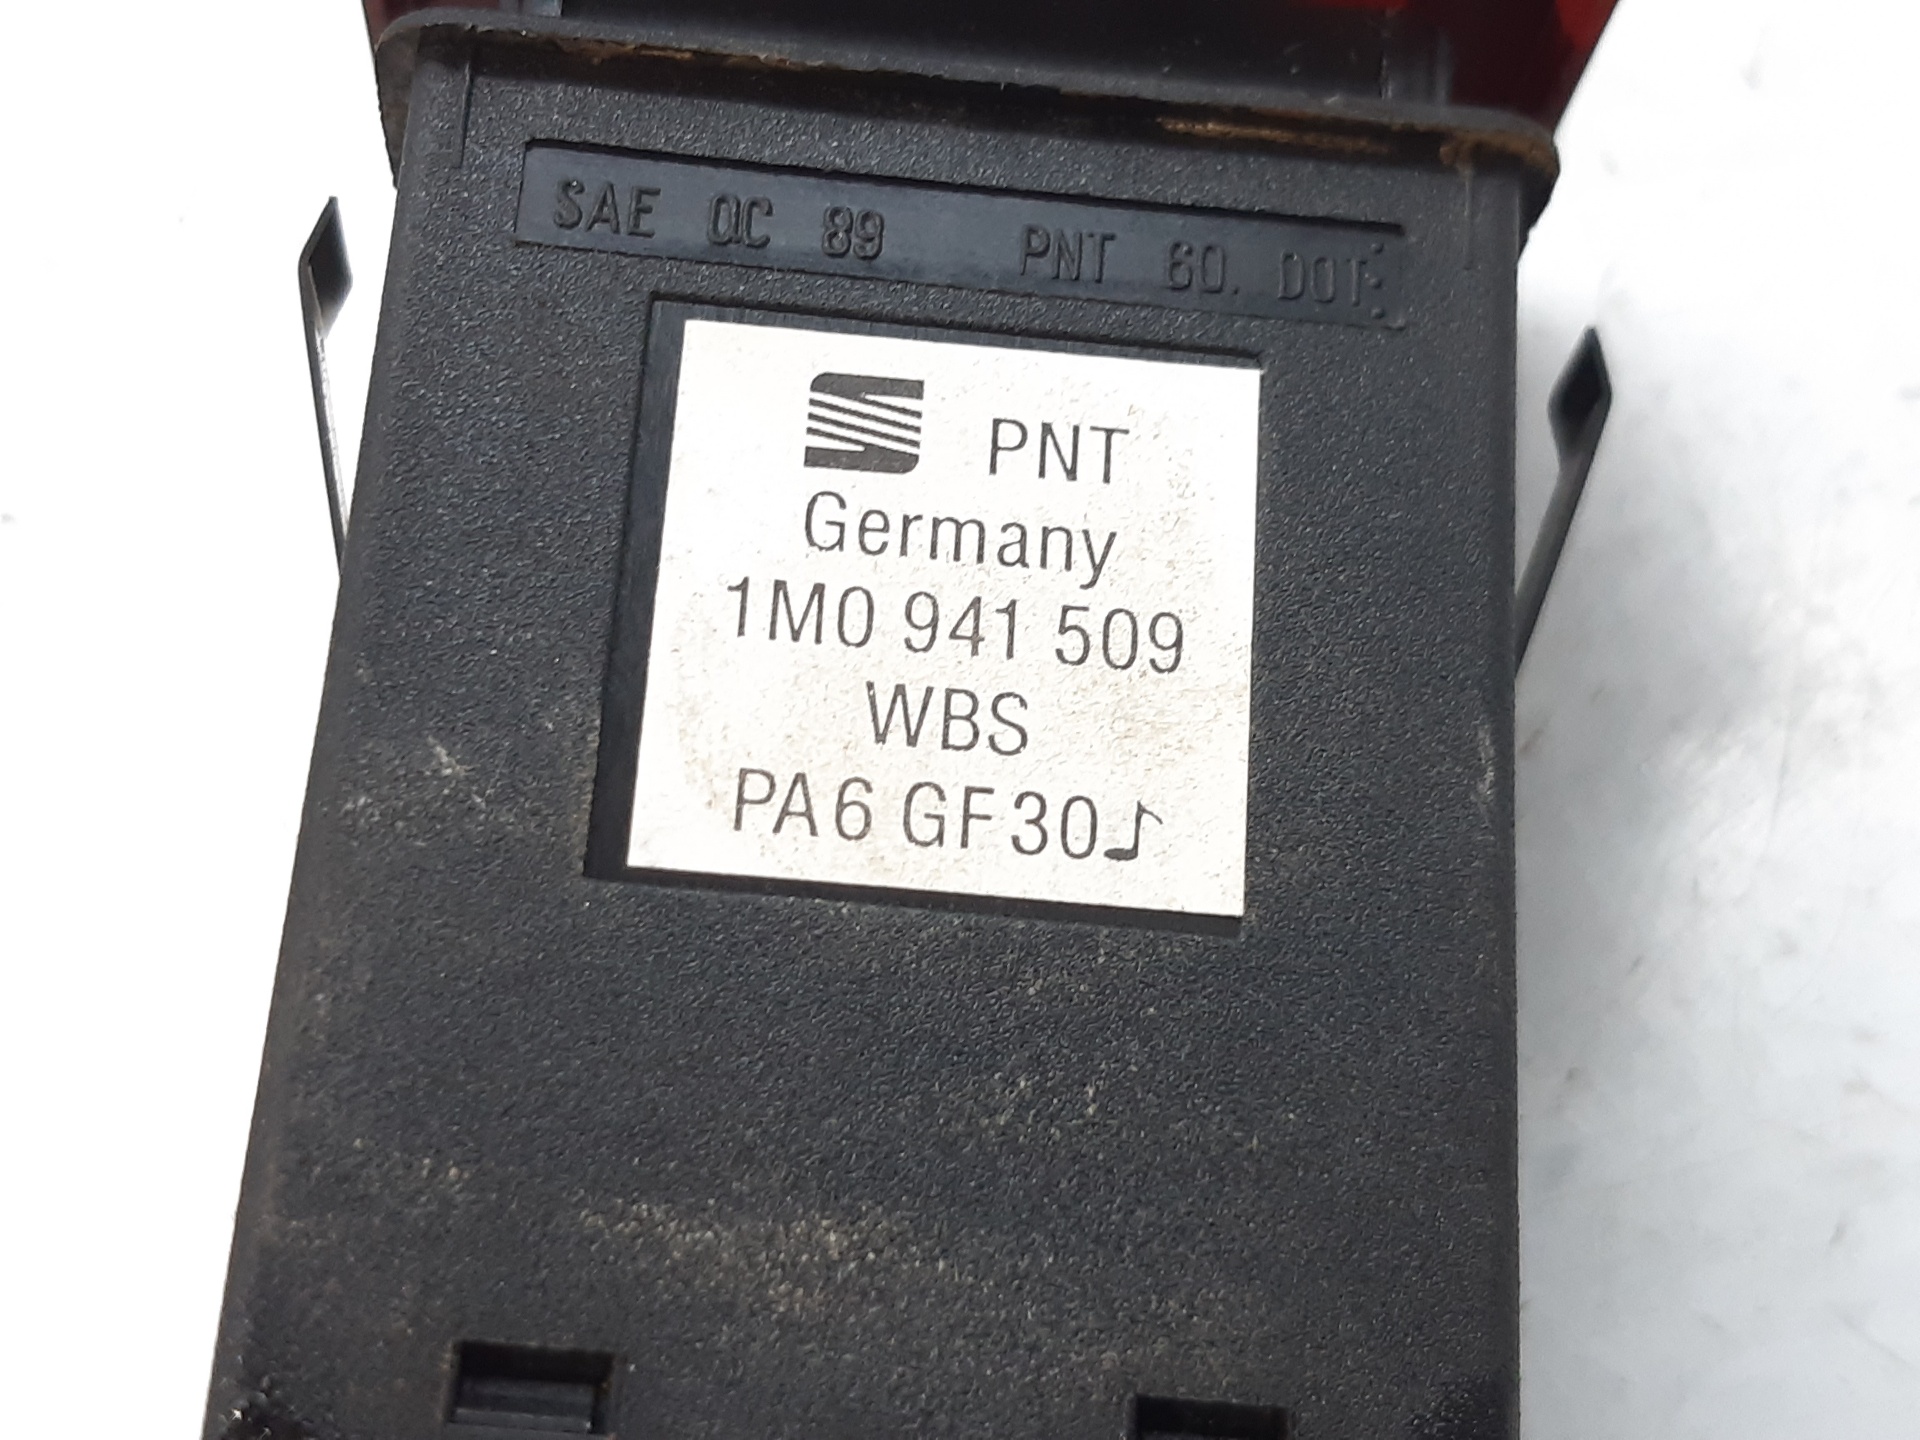 SAE QC 89 PNT 60. DOT
PNT
Germany
1M0 941 509
WBS
PA6 GF30